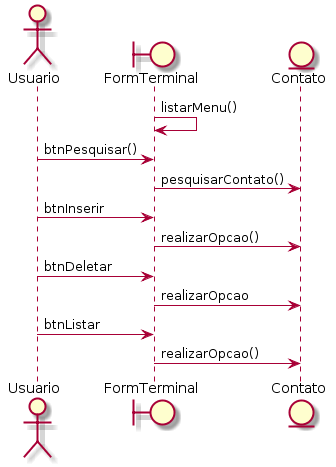 Usuario
FormTerminal
Contato
listarMenu()
btnPesquisar()
pesquisarContato()
btnInserir
realizarOpcao()
btnDeletar
realizarOpcao
btnListar
realizarOpcao()
Usuario
FormTerminal
Contato